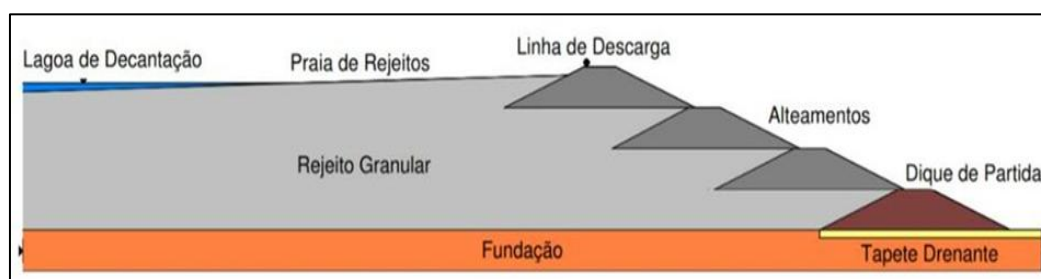 Linha de Descarga
Lagoa de Decantação
Praia de Rejeitos
Alteamentos
Rejeito Granular
Dique de Partida
Fundação
Tapete Drenante